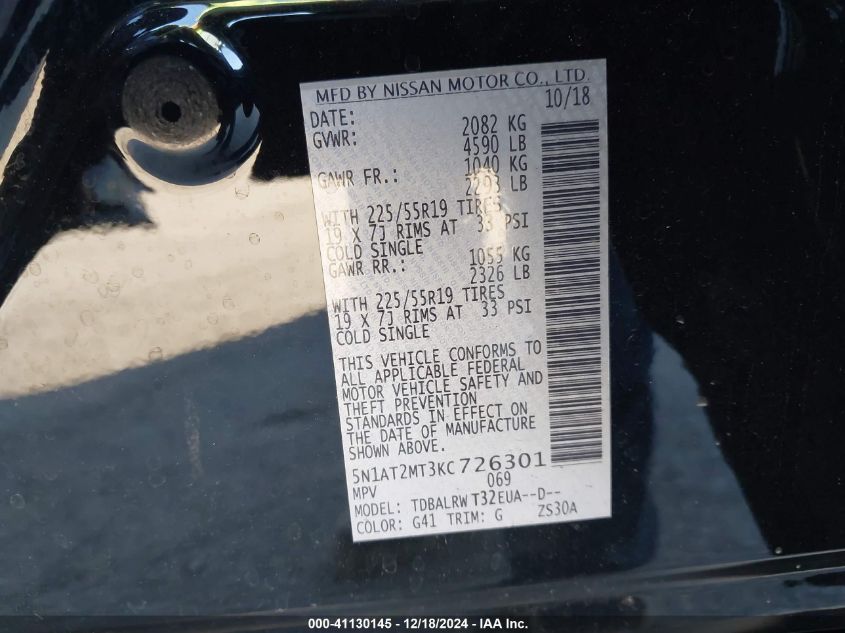 MFD BY NISSAN MOTOR CO., LTD.
DATE: 10/18
GVWR: 2082 KG
4590 LB
GAWR FR.: 1040 KG
2293 LB
WITH 225/55R19 TIRES
19 X 7J RIMS AT 33 PSI
COLD SINGLE
GAWR RR.: 1055 KG
2326 LB
WITH 225/55R19 TIRES
19 X 7J RIMS AT 33 PSI
COLD SINGLE
THIS VEHICLE CONFORMS TO
ALL APPLICABLE FEDERAL
MOTOR VEHICLE SAFETY AND
THEFT PREVENTION
STANDARDS IN EFFECT ON
THE DATE OF MANUFACTURE
SHOWN ABOVE.
5N1AT2MT3KC726301
MPV 069
MODEL: TDBALRW T32EUA--D--
COLOR: G41 TRIM: G ZS30A
000-41130145 - 12/18/2024 - IAA Inc.